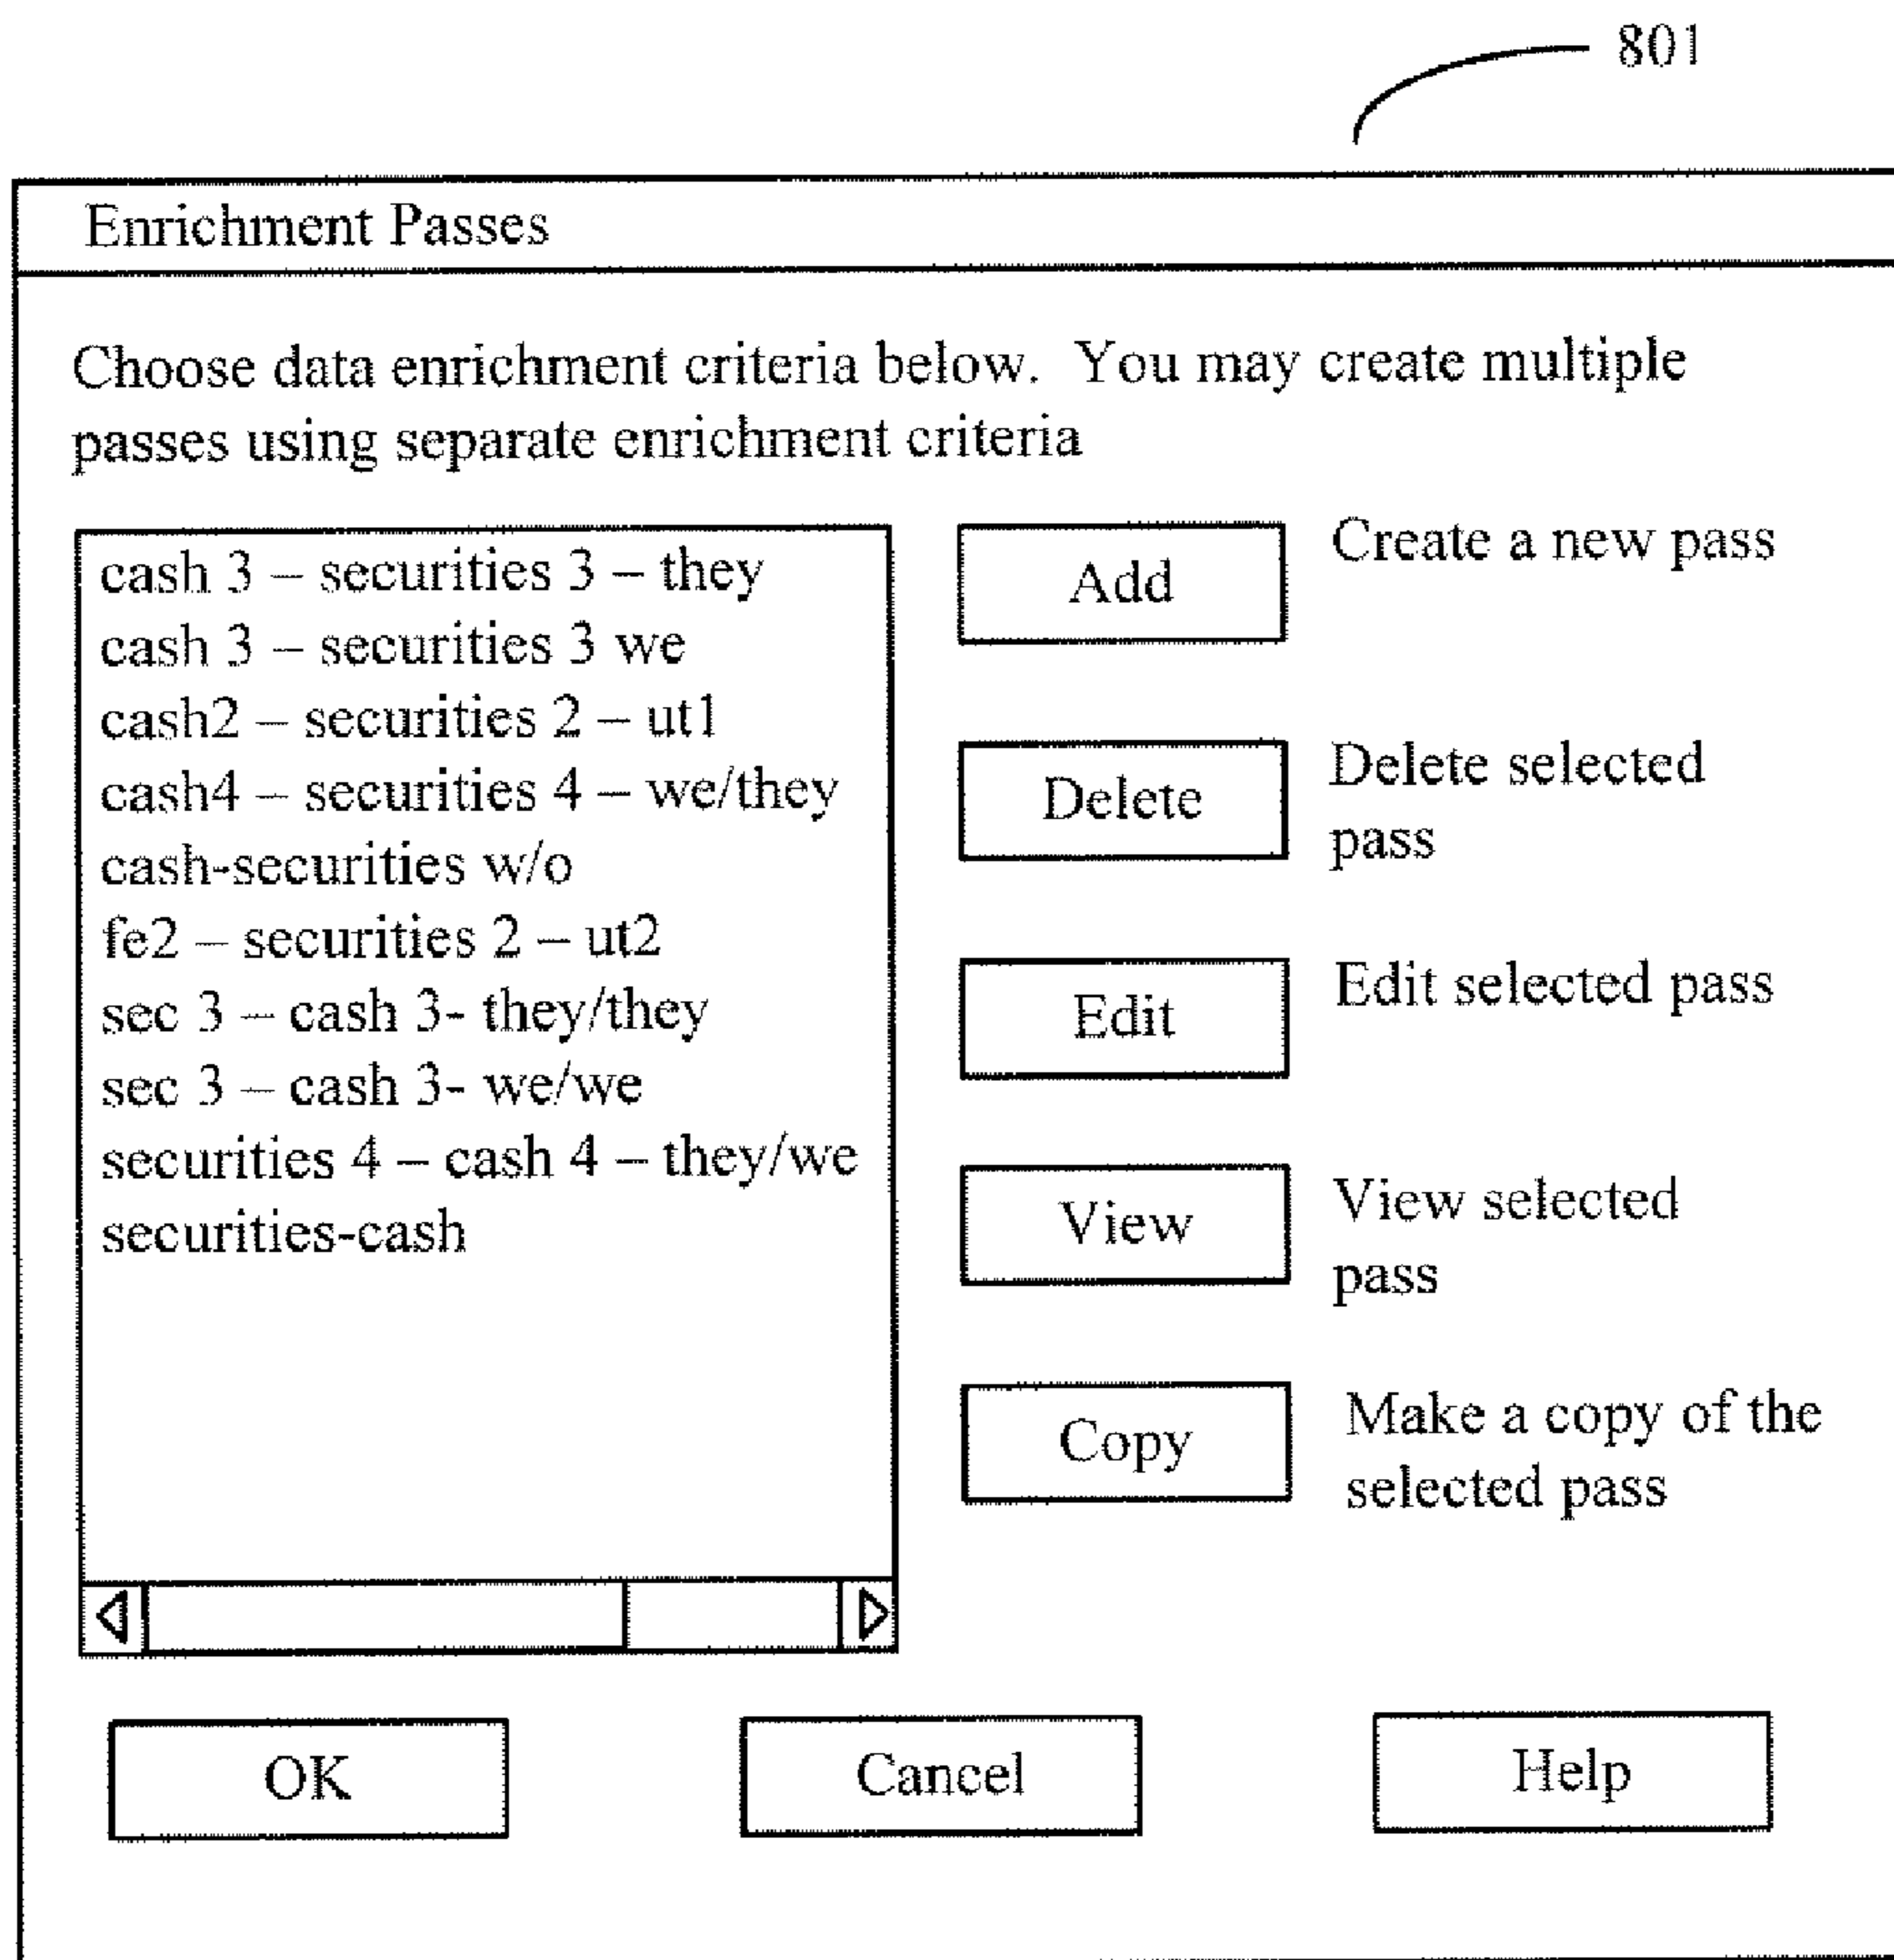 801
Enrichment Passes
Choose data enrichment criteria below. You may create multiple
passes using separate enrichment criteria
cash 3 – securities 3 – they
cash 3 – securities 3 we
cash2 – securities 2 – ut1
cash4 – securities 4 – we/they
cash-securities w/o
fe2 – securities 2 – ut2
sec 3 – cash 3- they/they
sec 3 – cash 3- we/we
securities 4 – cash 4 – they/we
securities-cash
Add
Create a new pass
Delete
Delete selected
pass
Edit
Edit selected pass
View
View selected
pass
Copy
Make a copy of the
selected pass
OK
Cancel
Help